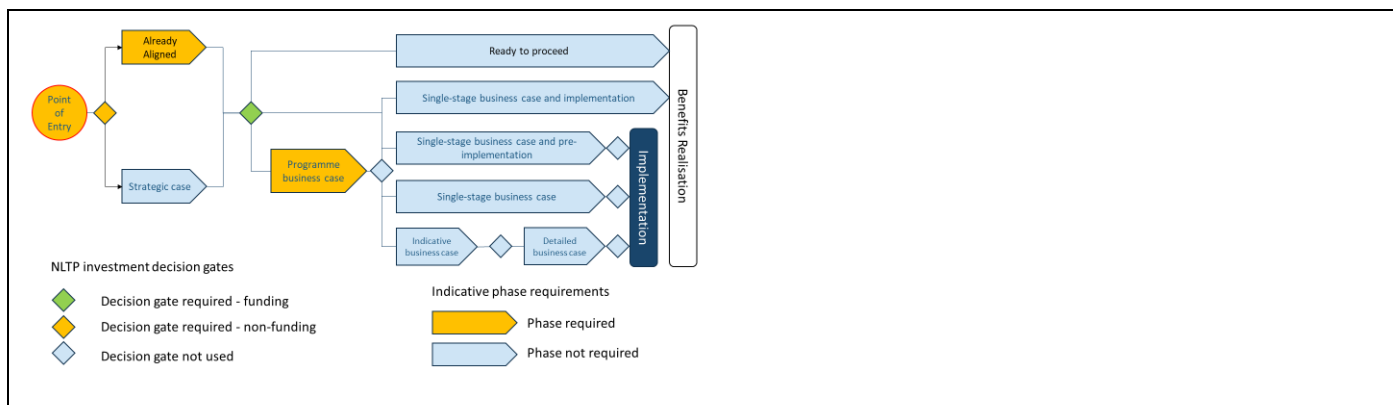 Already
Aligned
Ready to proceed
Point
of
Entry
Single-stage business case and implementation
Single-stage business case and pre-
implementation
Programme
business case
Strategic case
Single-stage business case
Indicative
business case
Detailed
business case
Implementation
Benefits Realisation
NLTP investment decision gates
Decision gate required - funding
Decision gate required - non-funding
Decision gate not used
Indicative phase requirements
Phase required
Phase not required